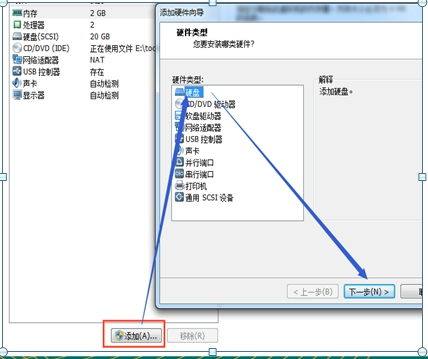 内存 2 GB
处理器 2
硬盘(SCSI) 20 GB
CD/DVD (IDE) 正在使用文件 E:\tool
网络适配器 NAT
USB 控制器 存在
声卡 自动检测
显示器 自动检测
添加(A)... 移除(R)
添加硬件向导
硬件类型
您要安装哪类硬件?
硬件类型:
硬盘
CD/DVD 驱动器
软盘驱动器
网络适配器
USB 控制器
声卡
并行端口
串行端口
打印机
通用 SCSI 设备
解释
添加硬盘。
< 上一步(B) 下一步(N) >